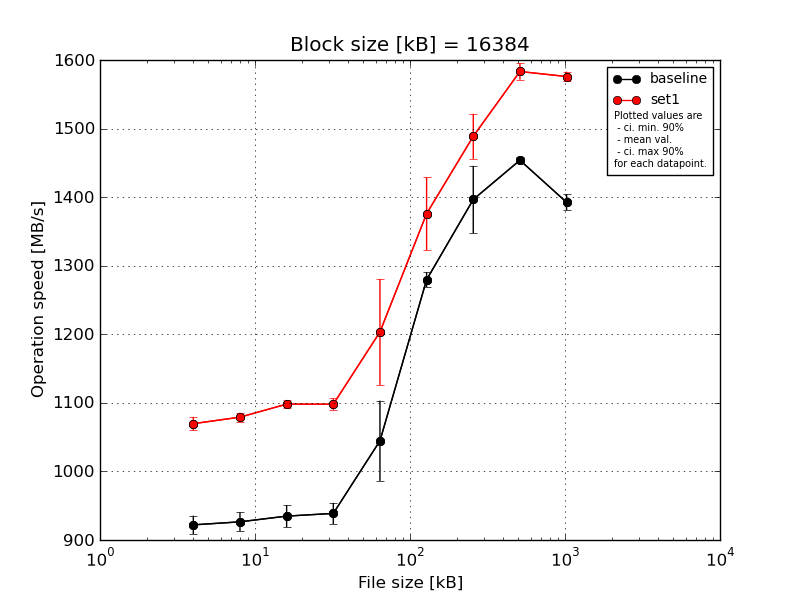 Block size [kB] = 16384
1600
1500
1400
1300
1200
1100
1000
900
Operation speed [MB/s]
baseline
set1
Plotted values are
- ci. min. 90%
- mean val.
- ci. max 90%
for each datapoint.
10⁰ 10¹ 10² 10³ 10⁴
File size [kB]